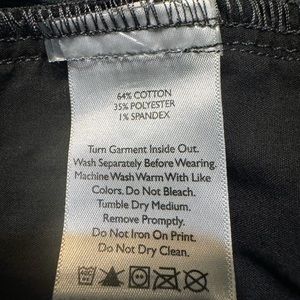 64% COTTON
35% POLYESTER
1% SPANDEX
Turn Garment Inside Out.
Wash Separately Before Wearing.
Machine Wash Warm With Like
Colors. Do Not Bleach.
Tumble Dry Medium.
Remove Promptly.
Do Not Iron On Print.
Do Not Dry Clean.